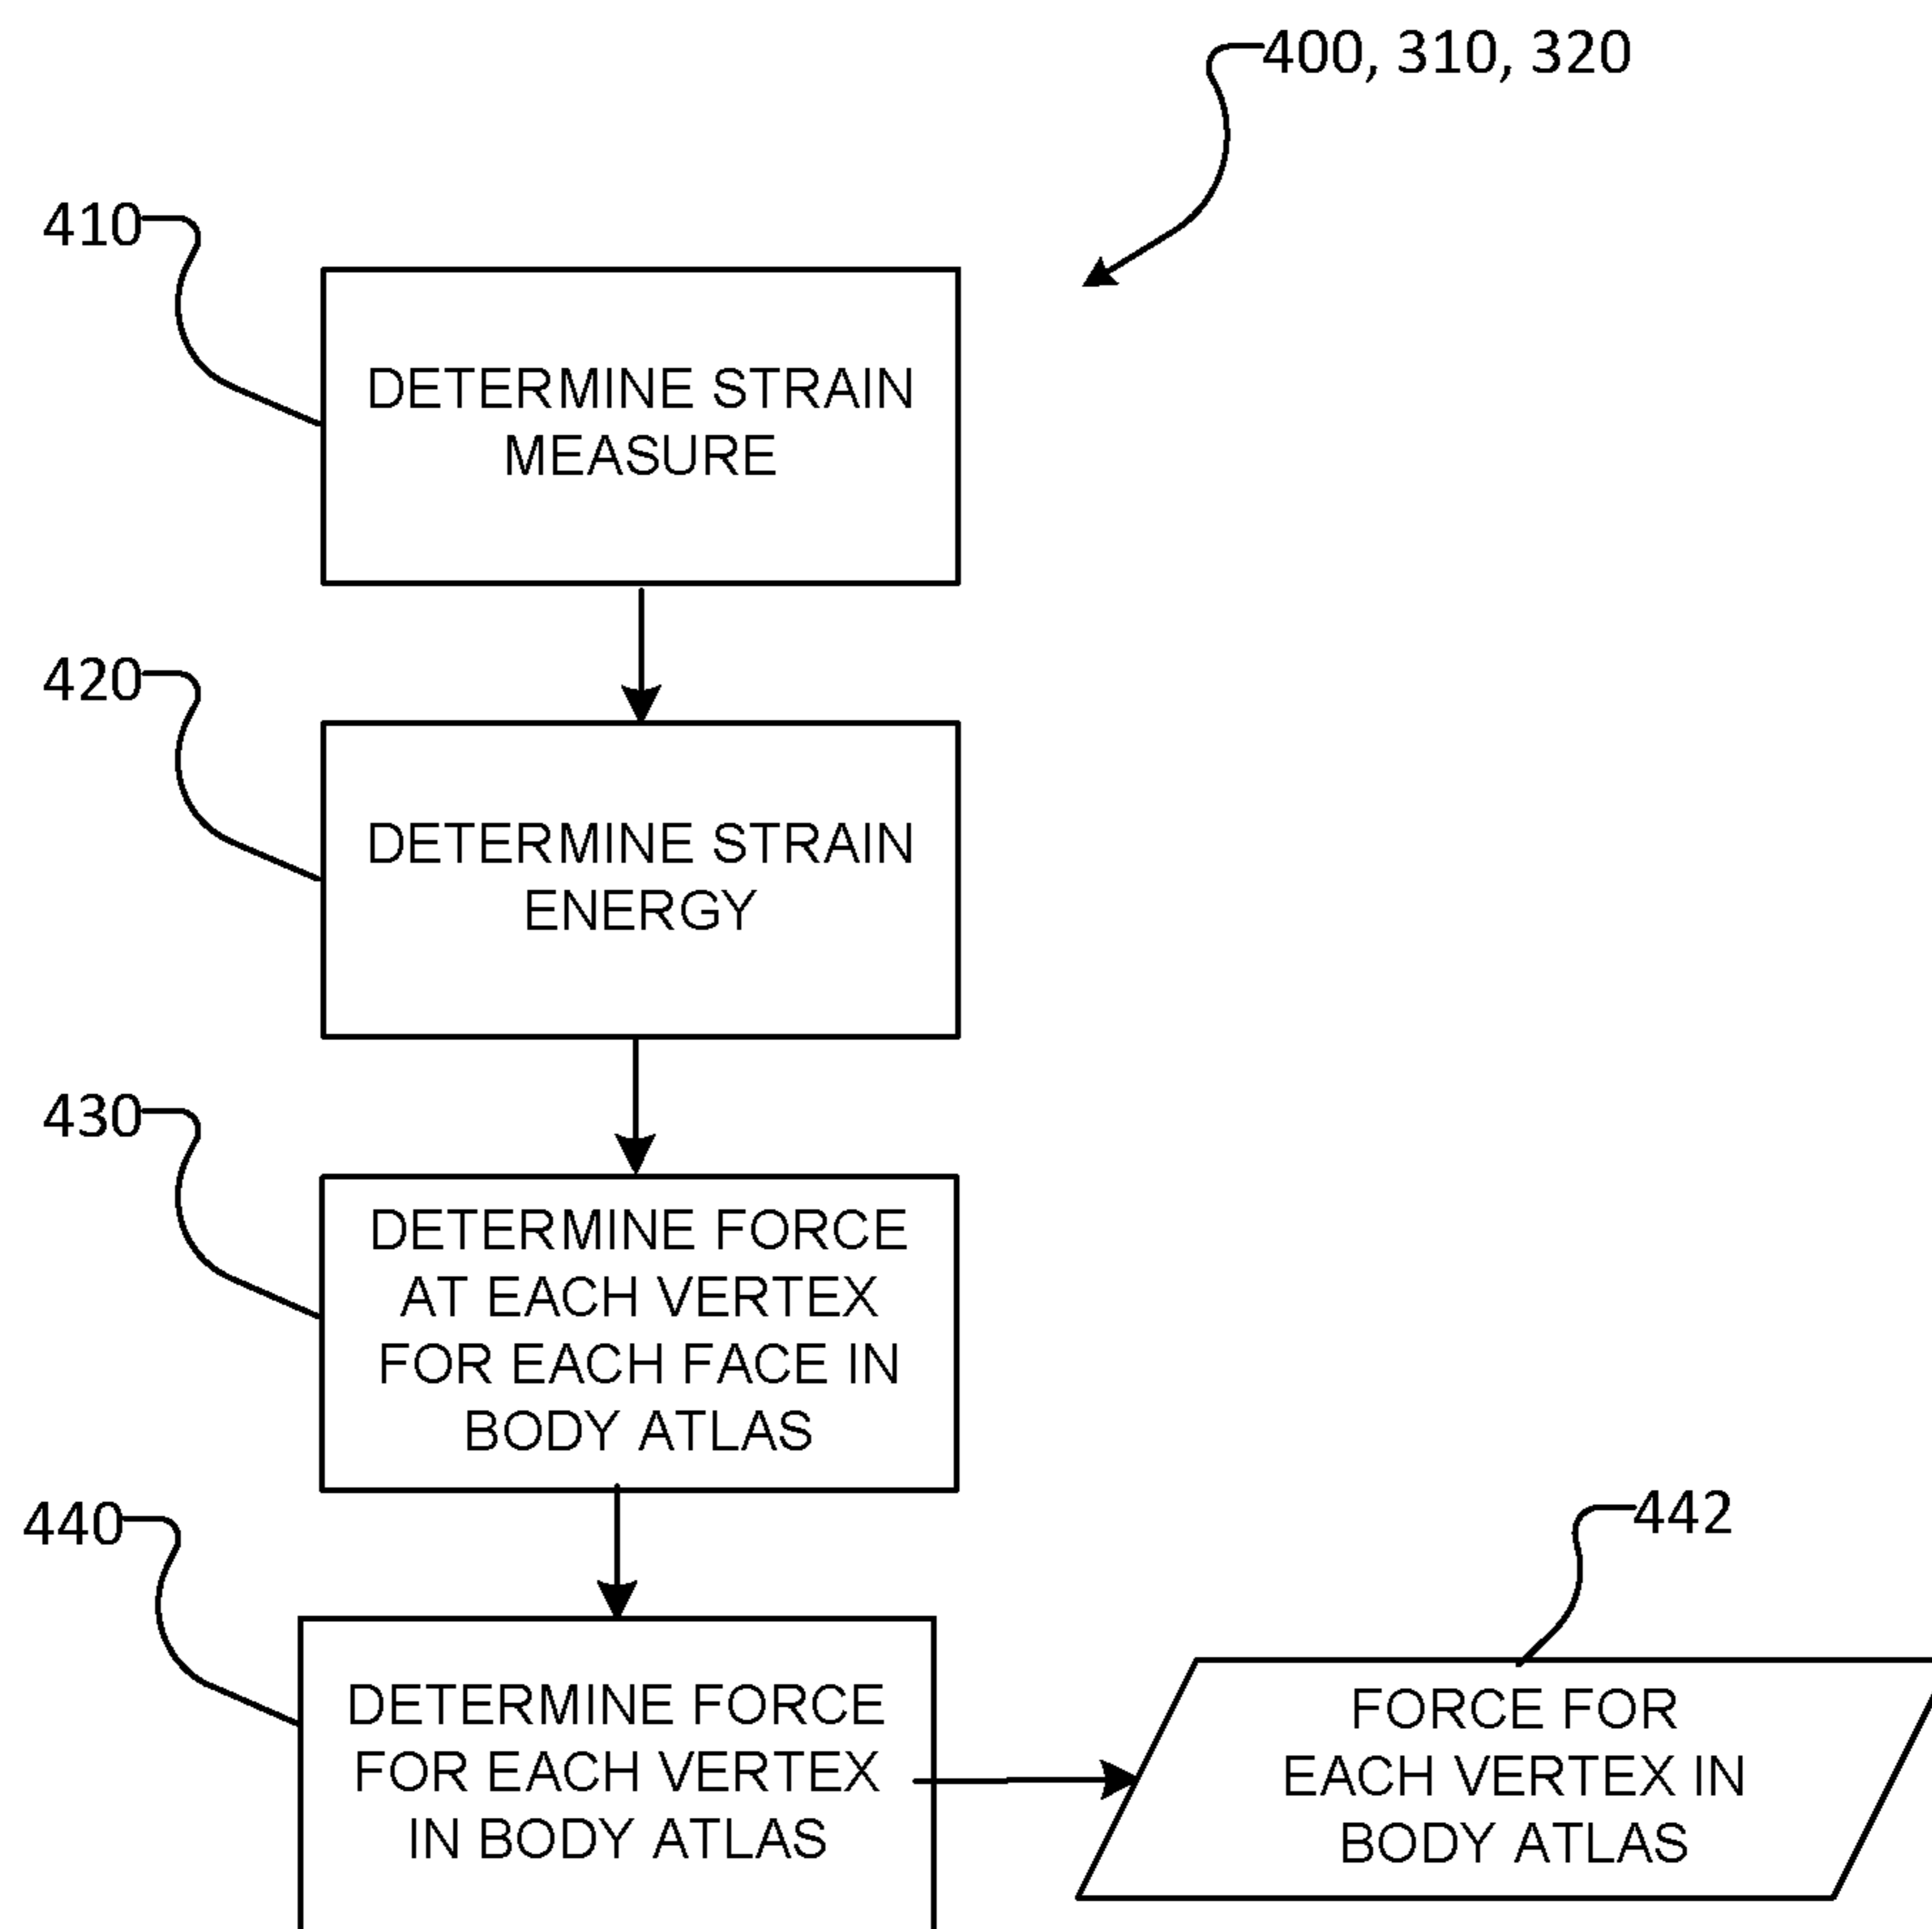 400, 310, 320
410
DETERMINE STRAIN
MEASURE
420
DETERMINE STRAIN
ENERGY
430
DETERMINE FORCE
AT EACH VERTEX
FOR EACH FACE IN
BODY ATLAS
440
DETERMINE FORCE
FOR EACH VERTEX
IN BODY ATLAS
442
FORCE FOR
EACH VERTEX IN
BODY ATLAS